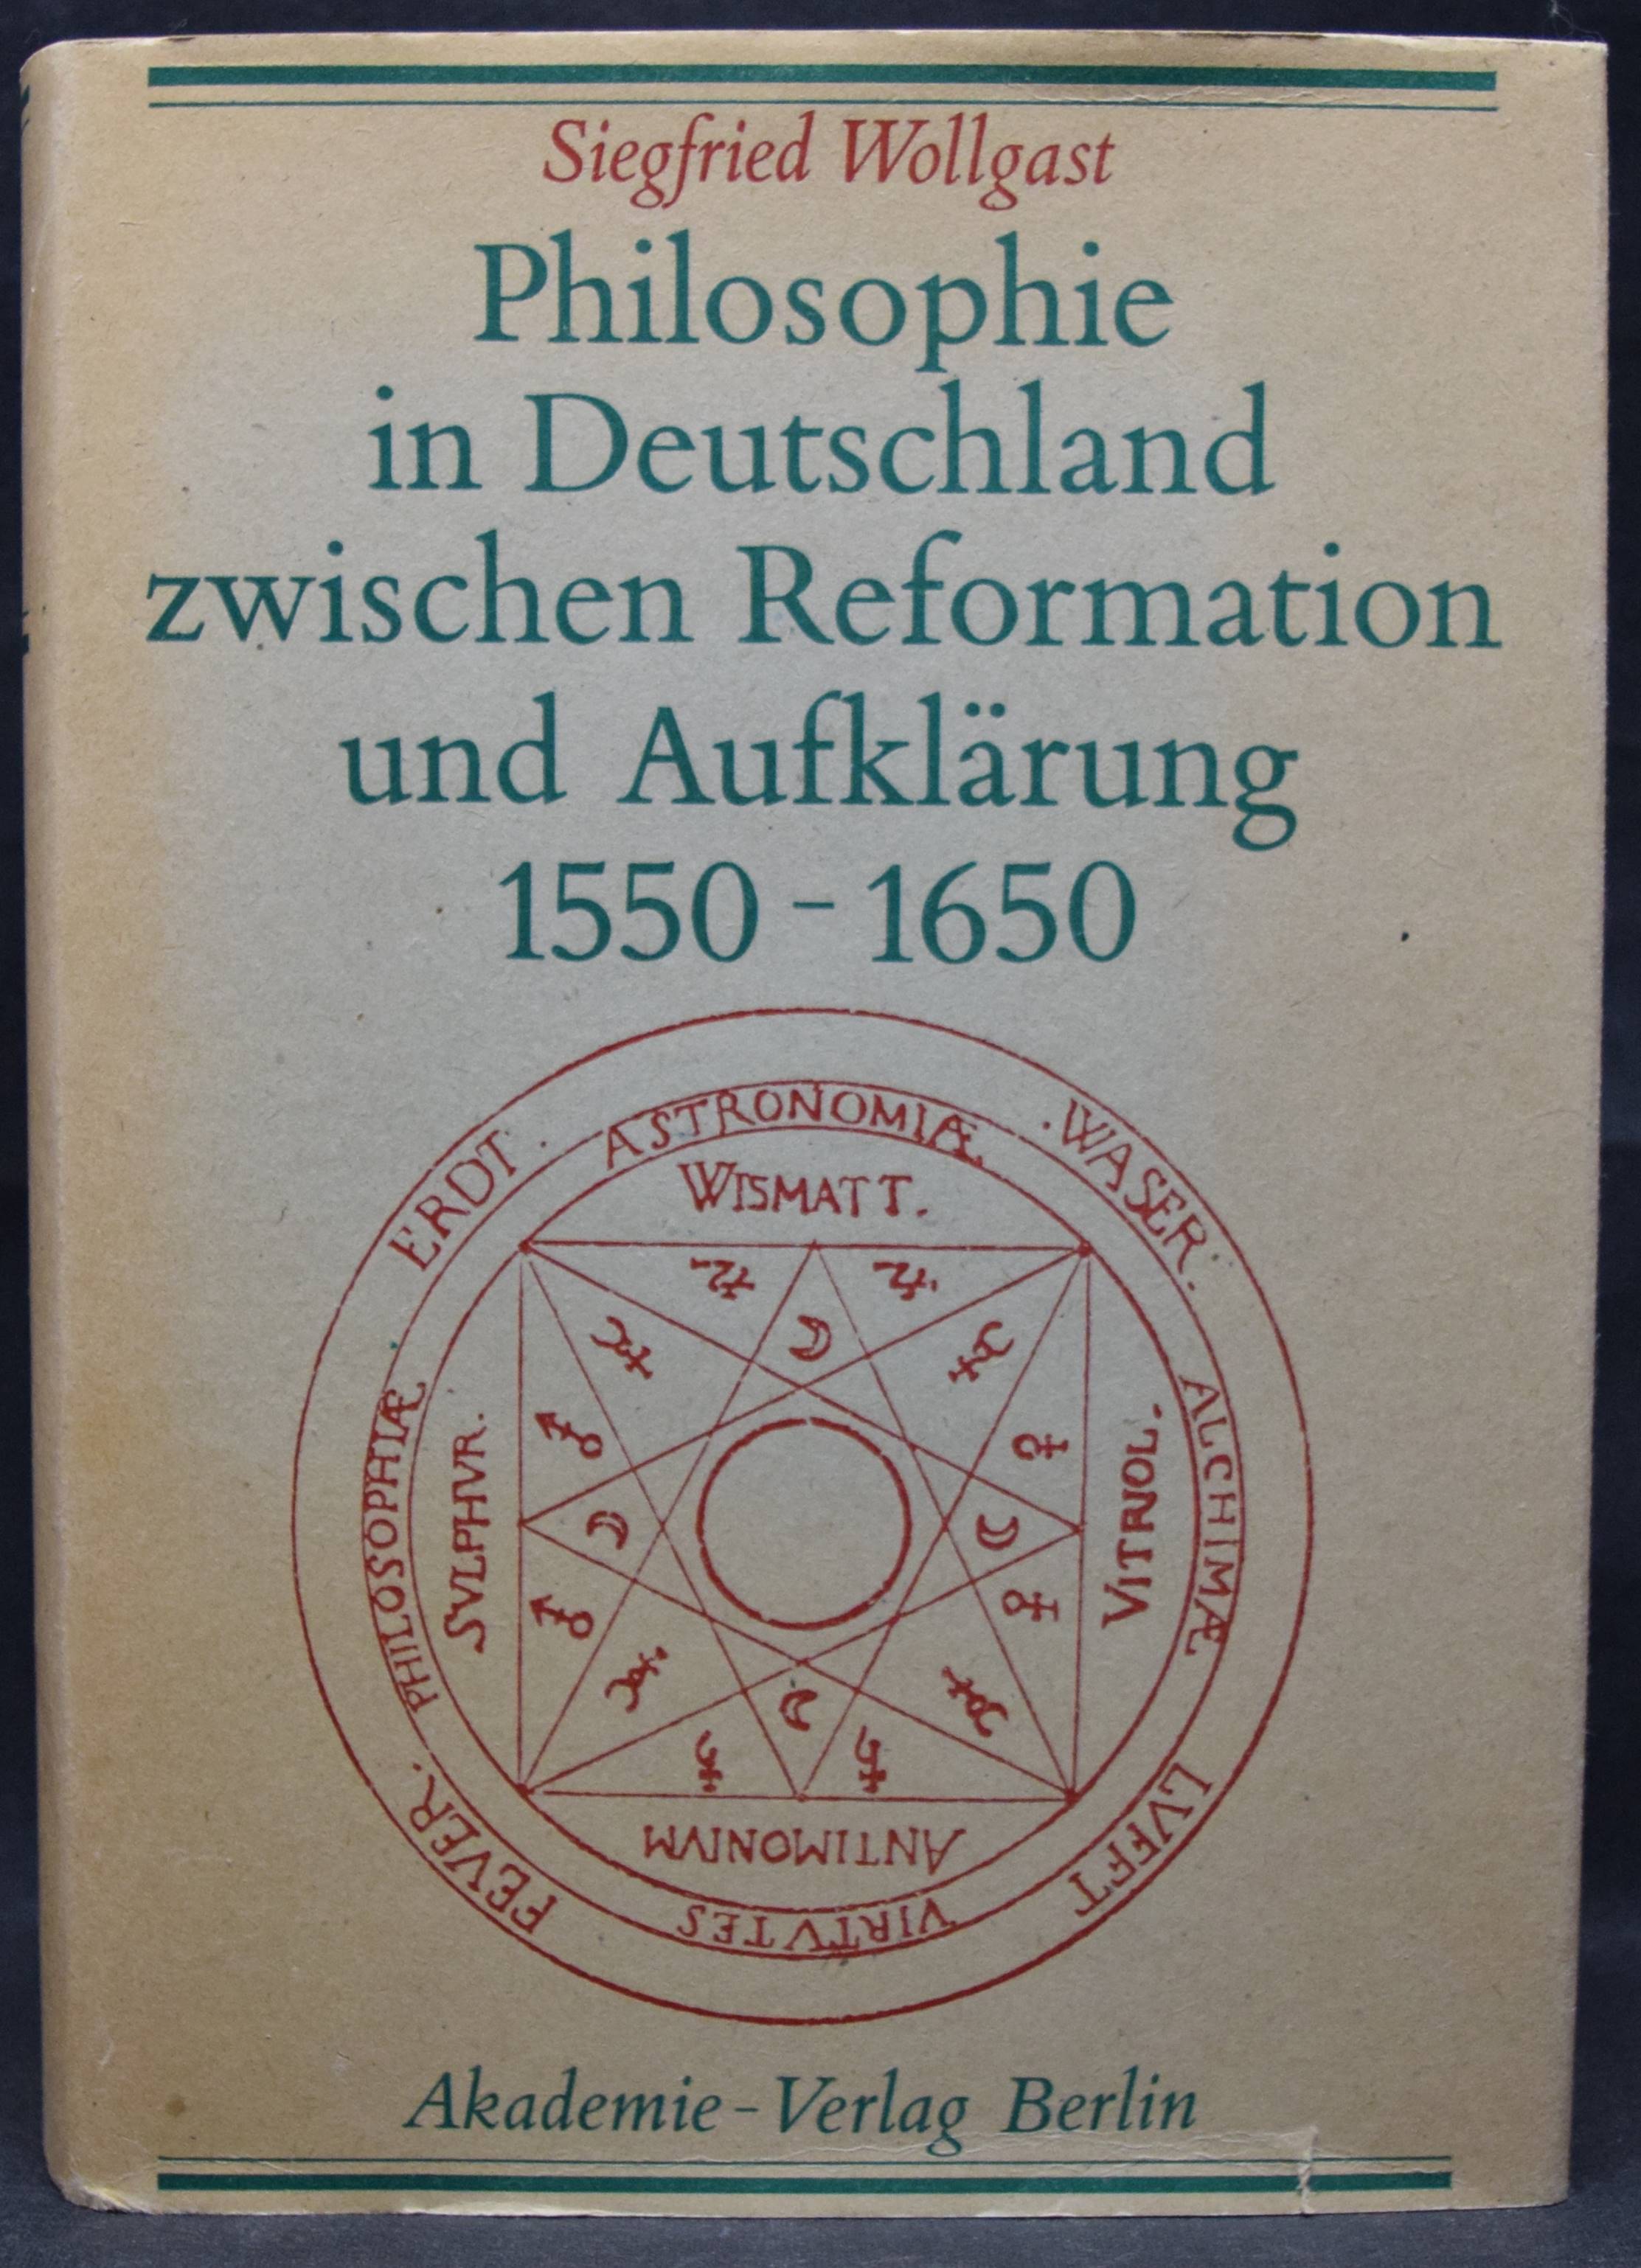 Siegfried Wollgast
Philosophie
in Deutschland
zwischen Reformation
und Aufklärung
1550 - 1650
ERDT.
.WASER.
LVFFT
FEVER.
ASTRONOMIÆ
ALCHIMÆ
VIRTVTES
PHILOSOPHIÆ
WISMATT.
VITRIOL.
ANTIMONIVM
SVLPHVR.
Akademie-Verlag Berlin